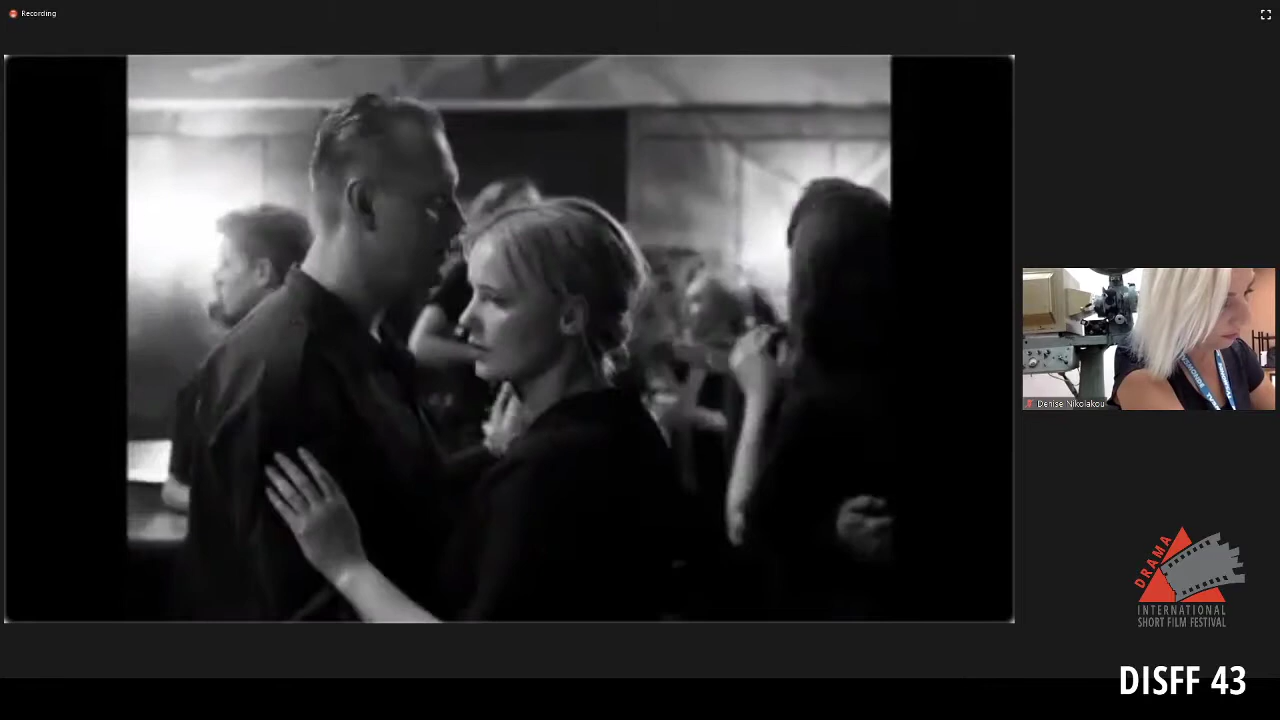 Recording
Denise Nikolakou
DRAMA
INTERNATIONAL
SHORT FILM FESTIVAL
DISFF 43